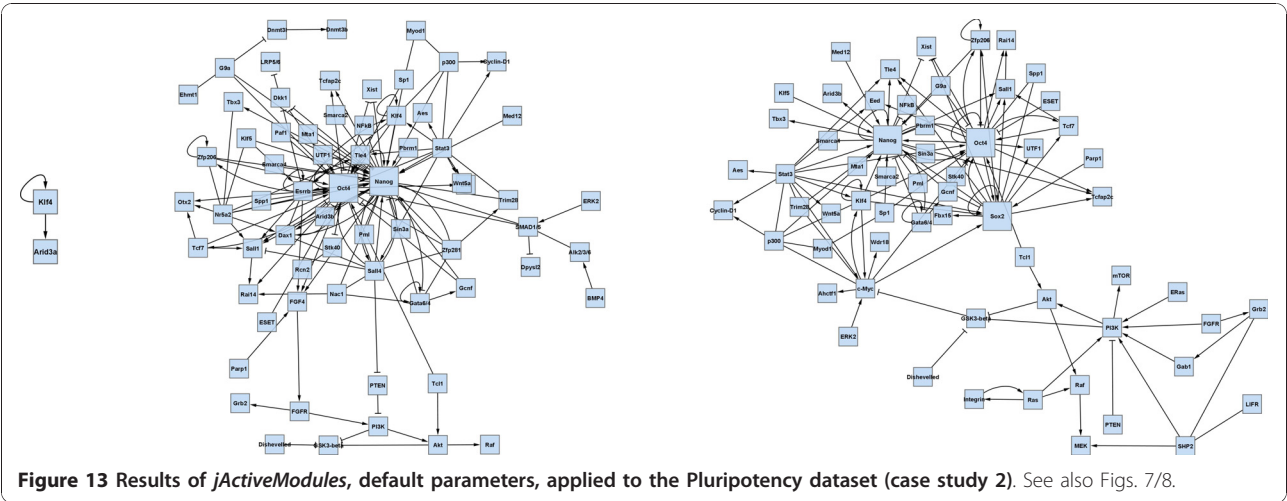 Klf4
Arid3a
Dnmt3l
Dnmt3b
Myod1
LRP5/6
p300
Cyclin-D1
G9a
Tcfap2c
Sp1
Xist
Ehmt1
Tbx3
Dkk1
Smarca2
NFkB
Klf4
Aes
Med12
Klf5
Paf1
Mta1
UTF1
Tle4
Pbrm1
Stat3
Zfp206
Smarca4
Nanog
Wnt5a
Otx2
Nr5a2
Spp1
Esrrb
Oct4
Trim28
ERK2
Arid3b
Sin3a
SMAD1/5
Tcf7
Sall1
Dax1
Stk40
Pml
Zfp281
Alk2/3/6
Rcn2
Sall4
Dpysl2
Rai14
FGF4
Nac1
Gata6/4
Gcnf
BMP4
ESET
Parp1
PTEN
Tcl1
Grb2
FGFR
PI3K
Dishevelled
GSK3-beta
Akt
Raf
Zfp206
Rai14
Med12
Xist
Tle4
Spp1
Klf5
Arid3b
Eed
G9a
Sall1
ESET
NFkB
Tbx3
Pbrm1
Tcf7
Smarca4
Nanog
Oct4
UTF1
Sin3a
Parp1
Aes
Stat3
Mta1
Smarca2
Pml
Stk40
Gcnf
Tcfap2c
Cyclin-D1
Trim28
Wnt5a
Klf4
Sp1
Gata6/4
Fbx15
Sox2
p300
Myod1
Wdr18
Tcl1
Ahctf1
c-Myc
mTOR
Akt
ERas
GSK3-beta
PI3K
FGFR
Grb2
ERK2
Gab1
Dishevelled
Raf
Integrin
Ras
LIFR
PTEN
MEK
SHP2
Figure 13 Results of jActiveModules, default parameters, applied to the Pluripotency dataset (case study 2). See also Figs. 7/8.